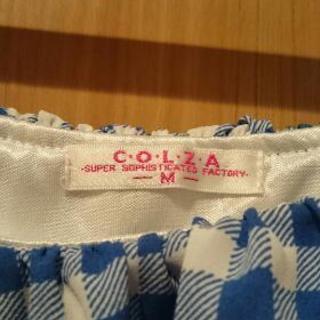 C·O·L·Z·A
-SUPER SOPHISTICATED FACTORY-
— M —